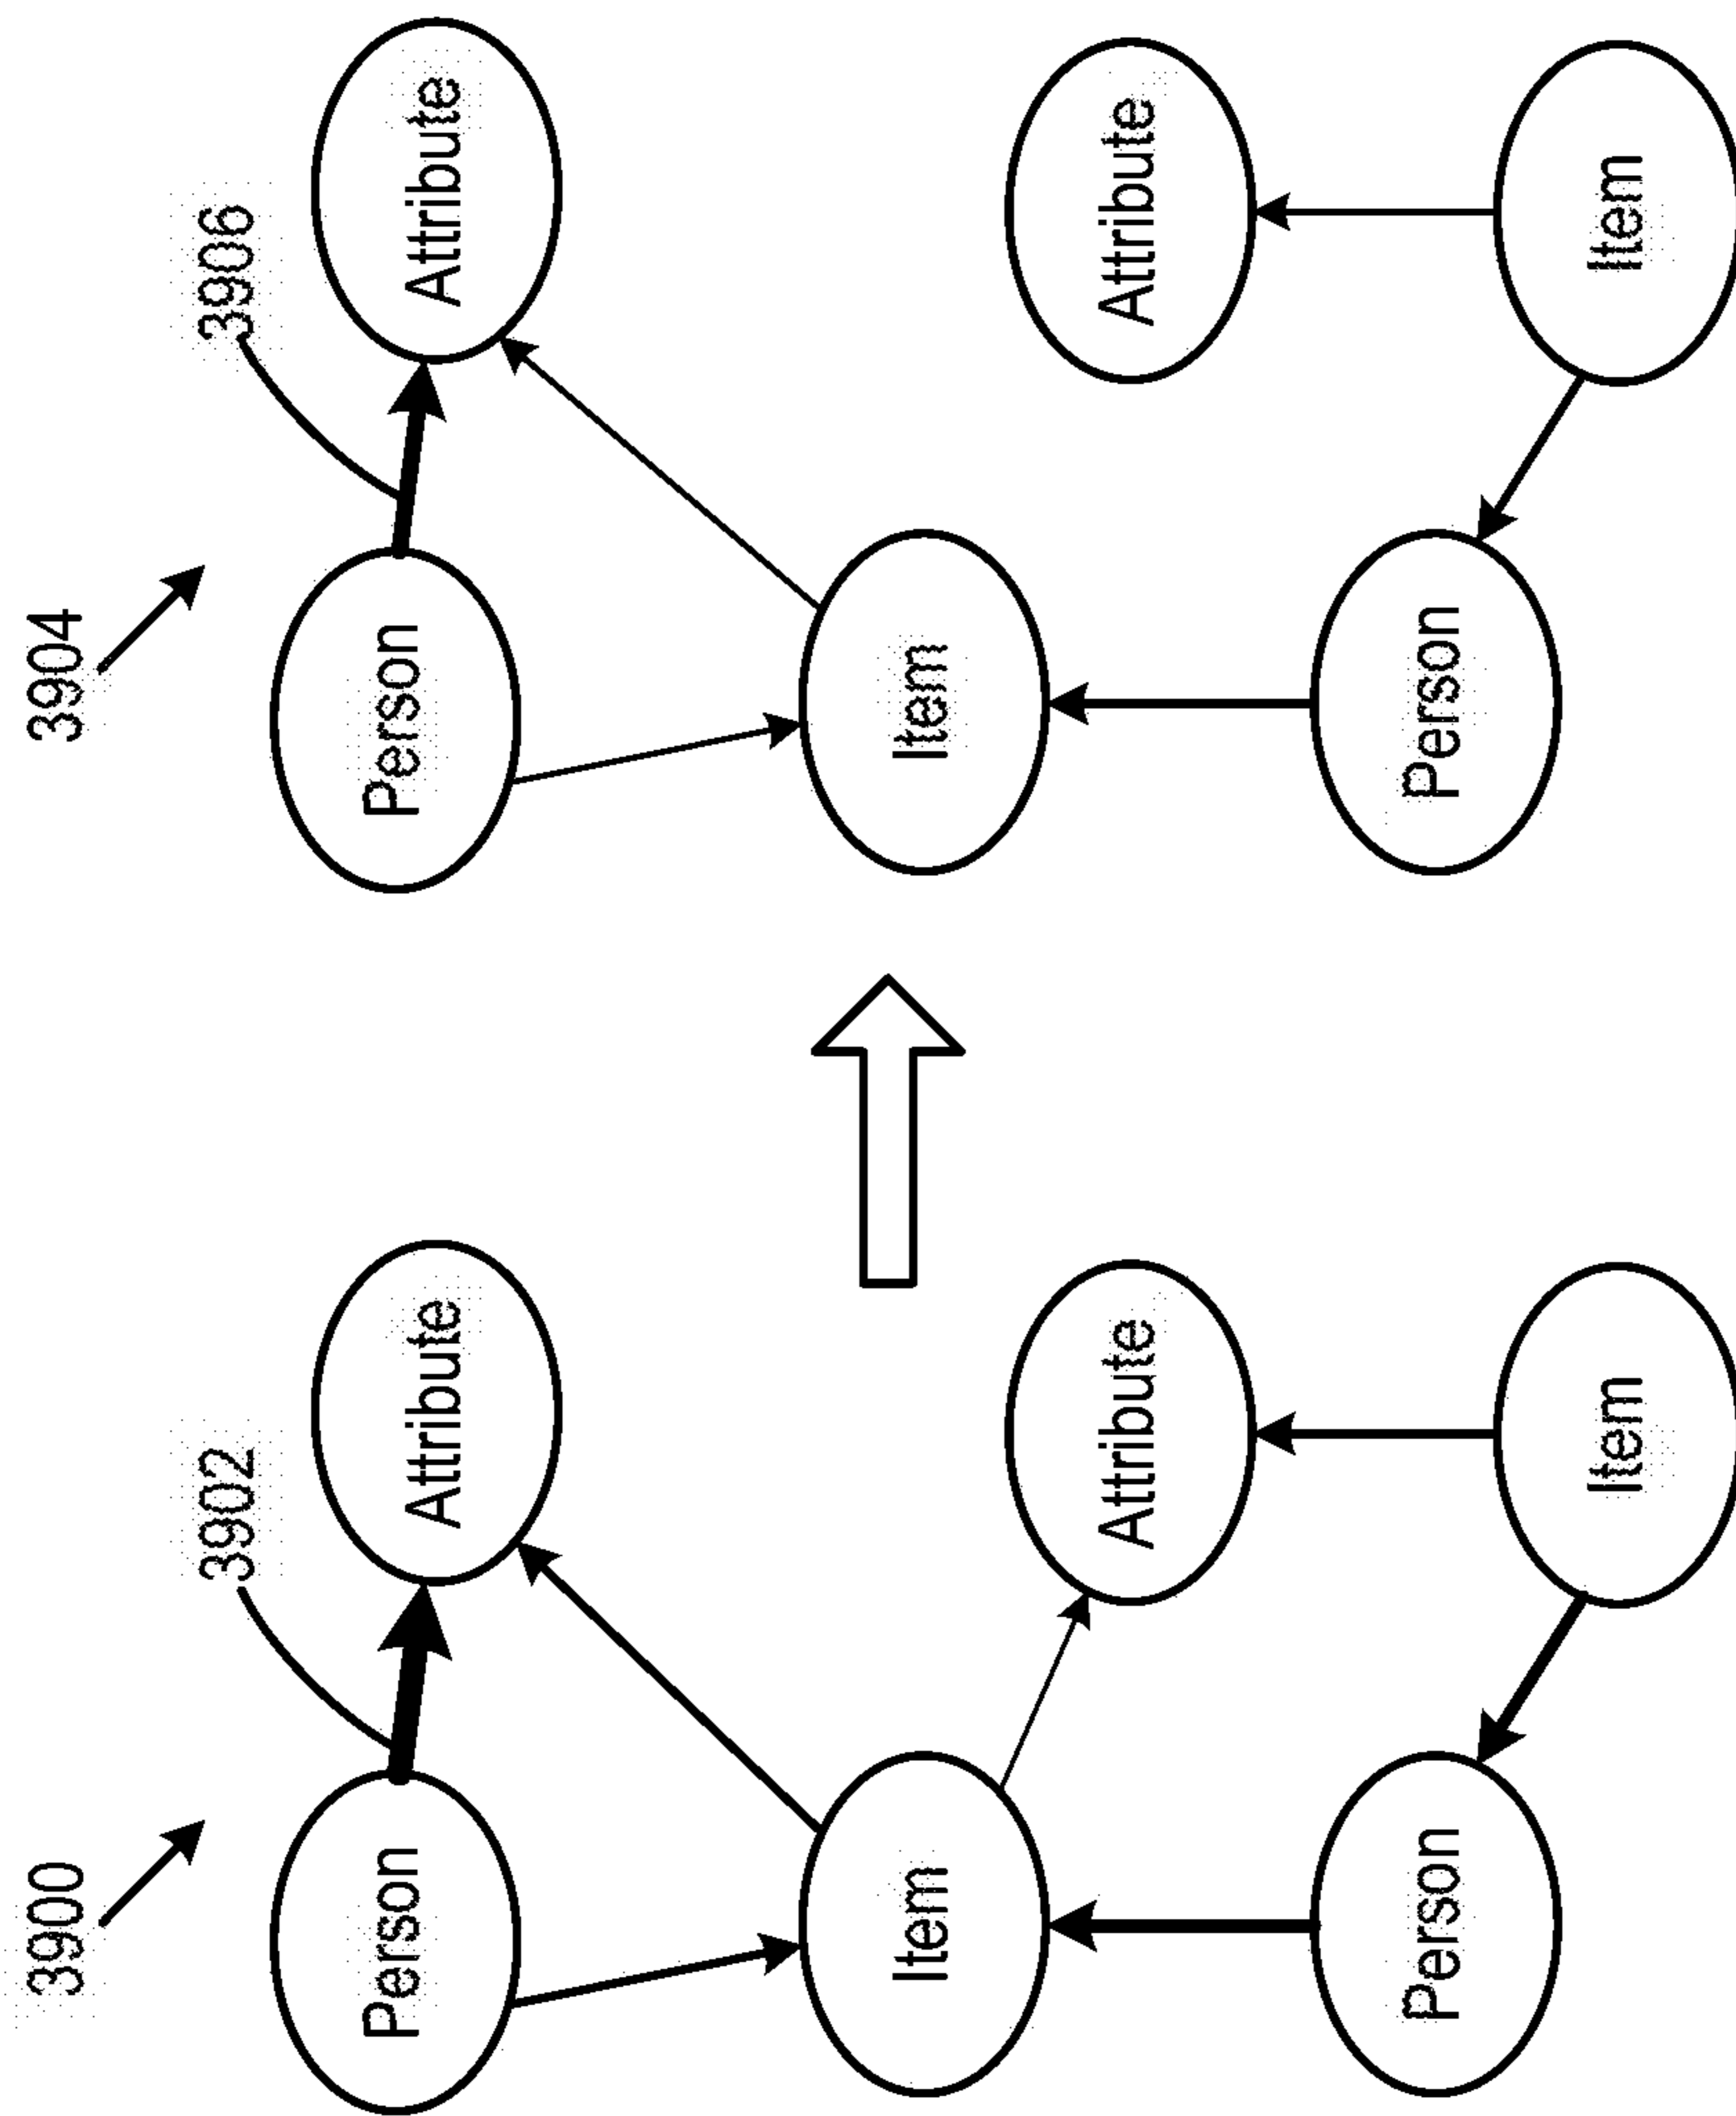 3900
3902
Person
Attribute
Item
Attribute
Person
Item
3904
3906
Person
Attribute
Item
Attribute
Person
Item